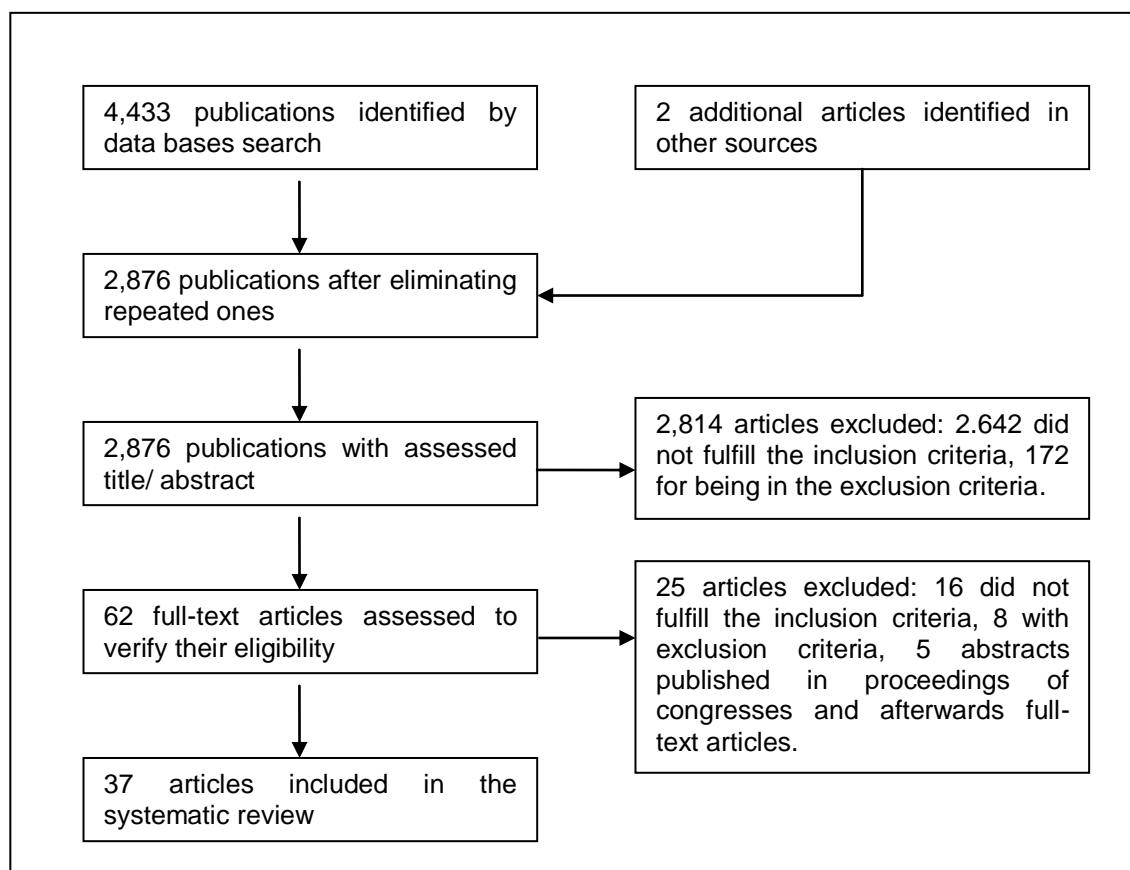 4,433 publications identified by
data bases search
2 additional articles identified in
other sources
2,876 publications after eliminating
repeated ones
2,876 publications with assessed
title/ abstract
2,814 articles excluded: 2.642 did
not fulfill the inclusion criteria, 172
for being in the exclusion criteria.
62 full-text articles assessed to
verify their eligibility
25 articles excluded: 16 did not
fulfill the inclusion criteria, 8 with
exclusion criteria, 5 abstracts
published in proceedings of
congresses and afterwards full-
text articles.
37 articles included in the
systematic review